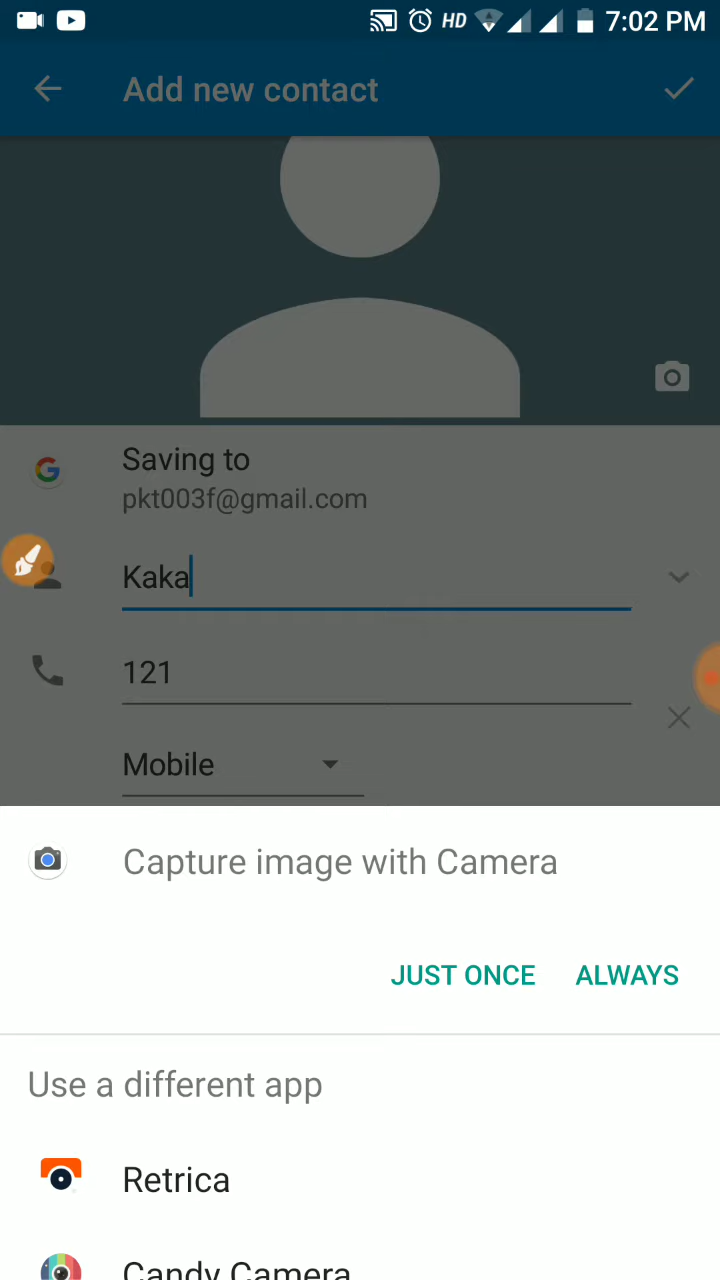 HD 7:02 PM
Add new contact
Saving to
pkt003f@gmail.com
Kaka
121
Mobile
Capture image with Camera
JUST ONCE ALWAYS
Use a different app
Retrica
Candy Camera